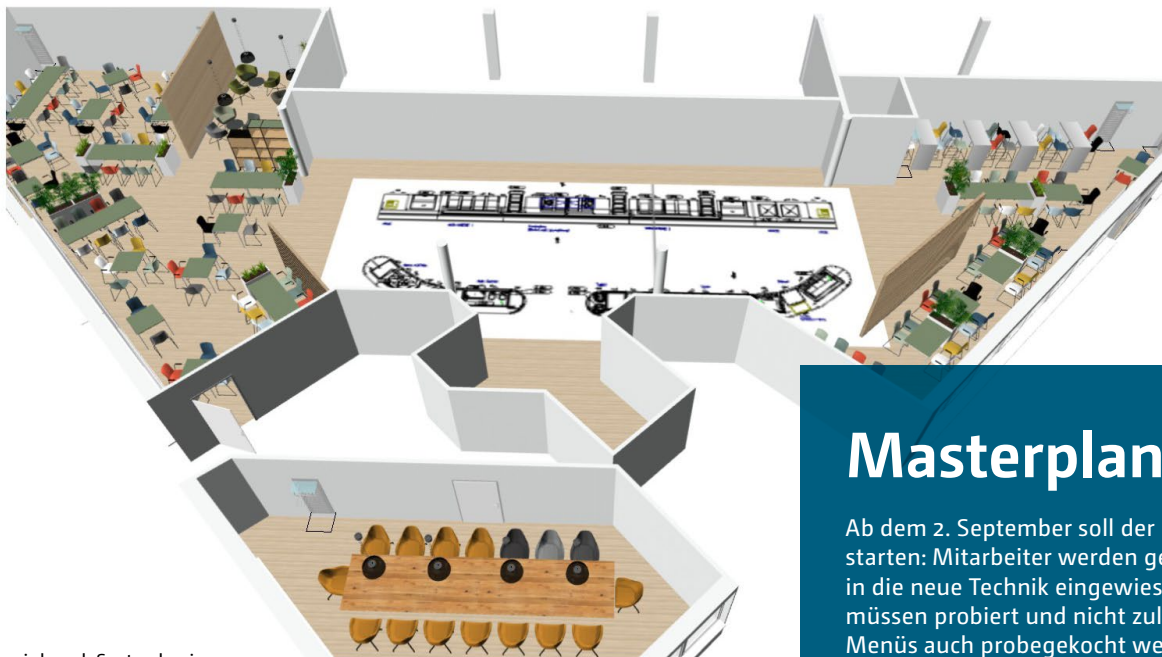 Masterplan
Ab dem 2. September soll der
starten: Mitarbeiter werden ge
in die neue Technik eingewies
müssen probiert und nicht zul
Menüs auch probegekocht we